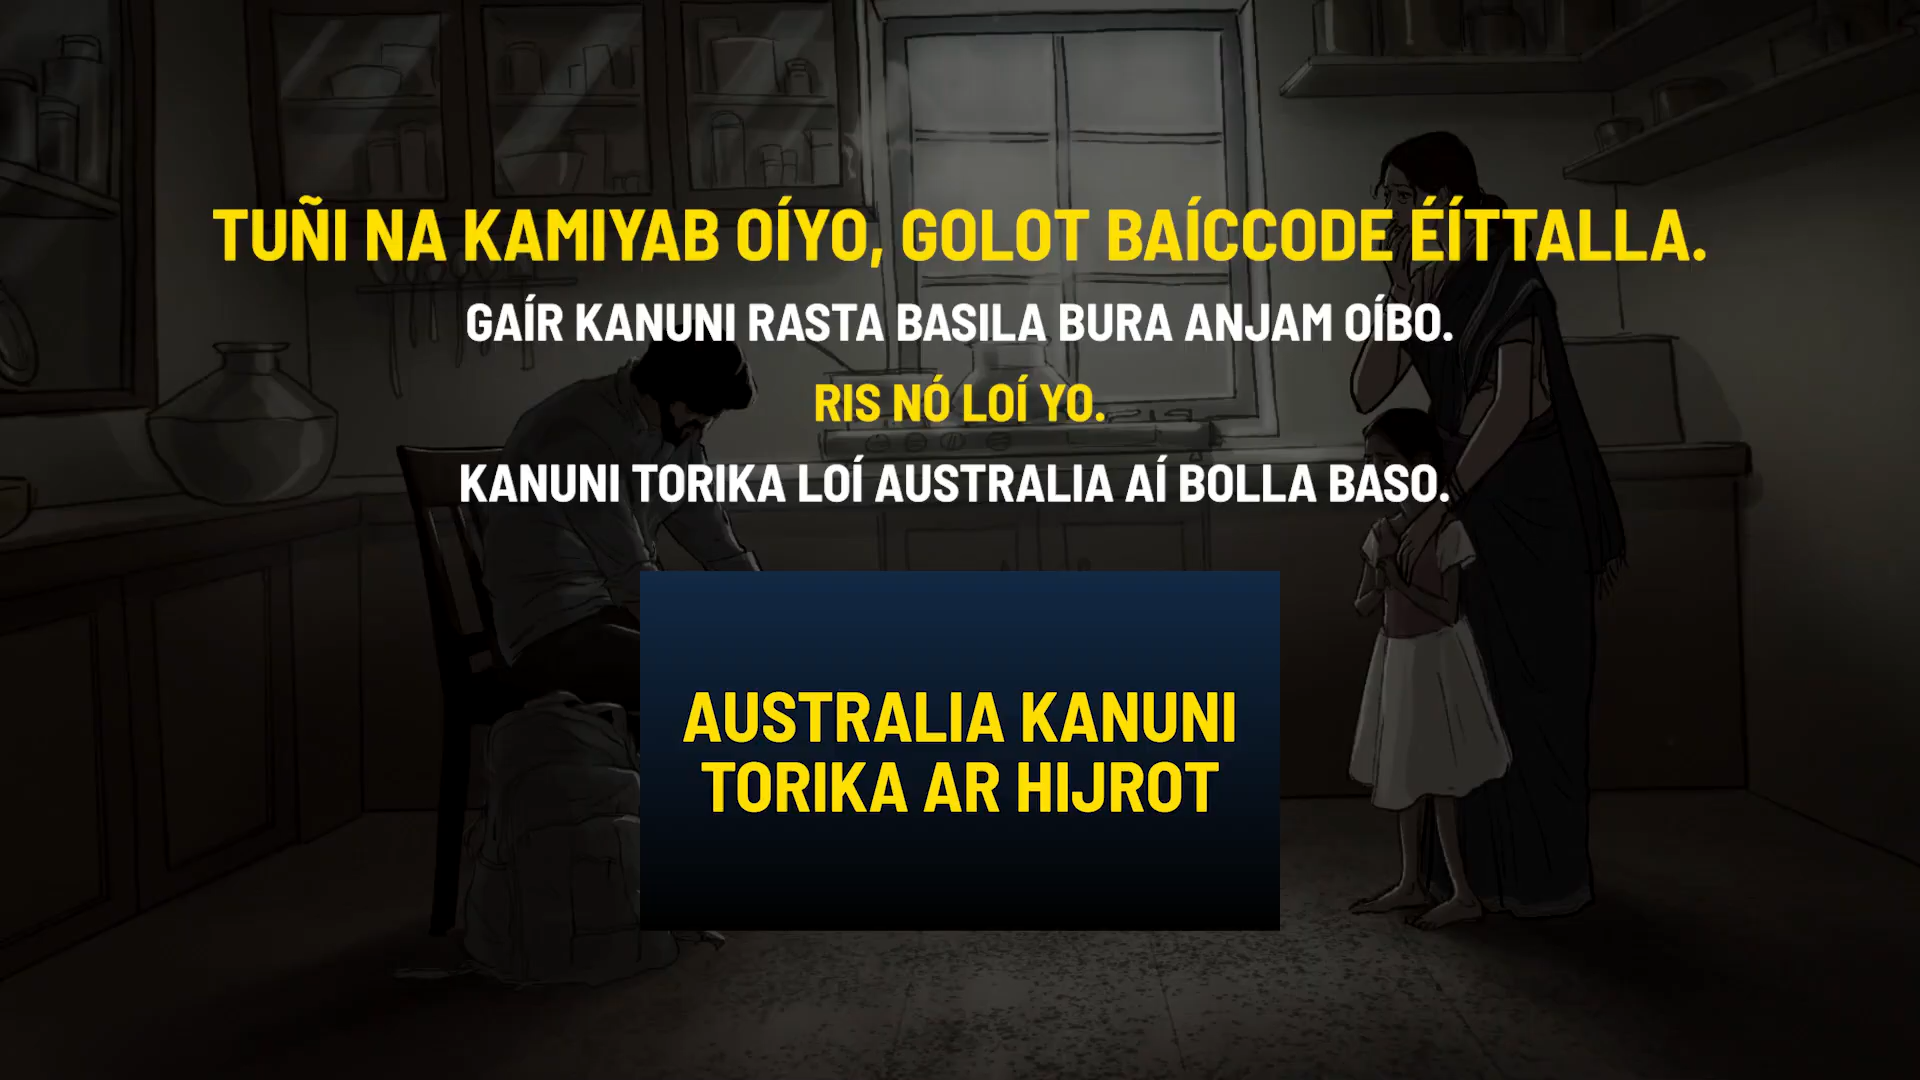 TUÑI NA KAMIYAB OÍYO, GOLOT BAÍCCODE ÉÍTTALLA.
GAÍR KANUNI RASTA BASILA BURA ANJAM OÍBO.
RIS NÓ LOÍ YO.
KANUNI TORIKA LOÍ AUSTRALIA AÍ BOLLA BASO.
AUSTRALIA KANUNI
TORIKA AR HIJROT